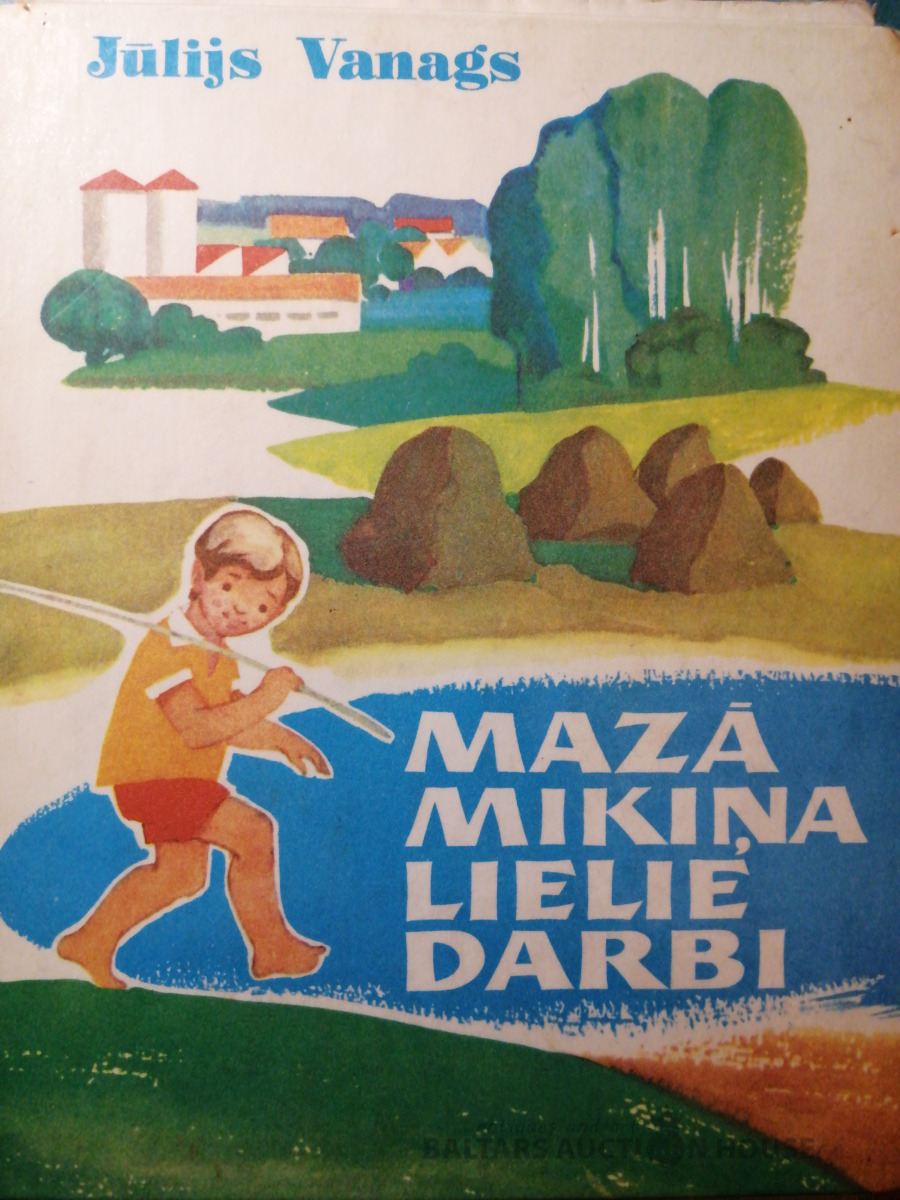 Jūlijs Vanags
MAZĀ
MIKIŅA
LIELIE
DARBI
BALTARS AUCTION HOUSE